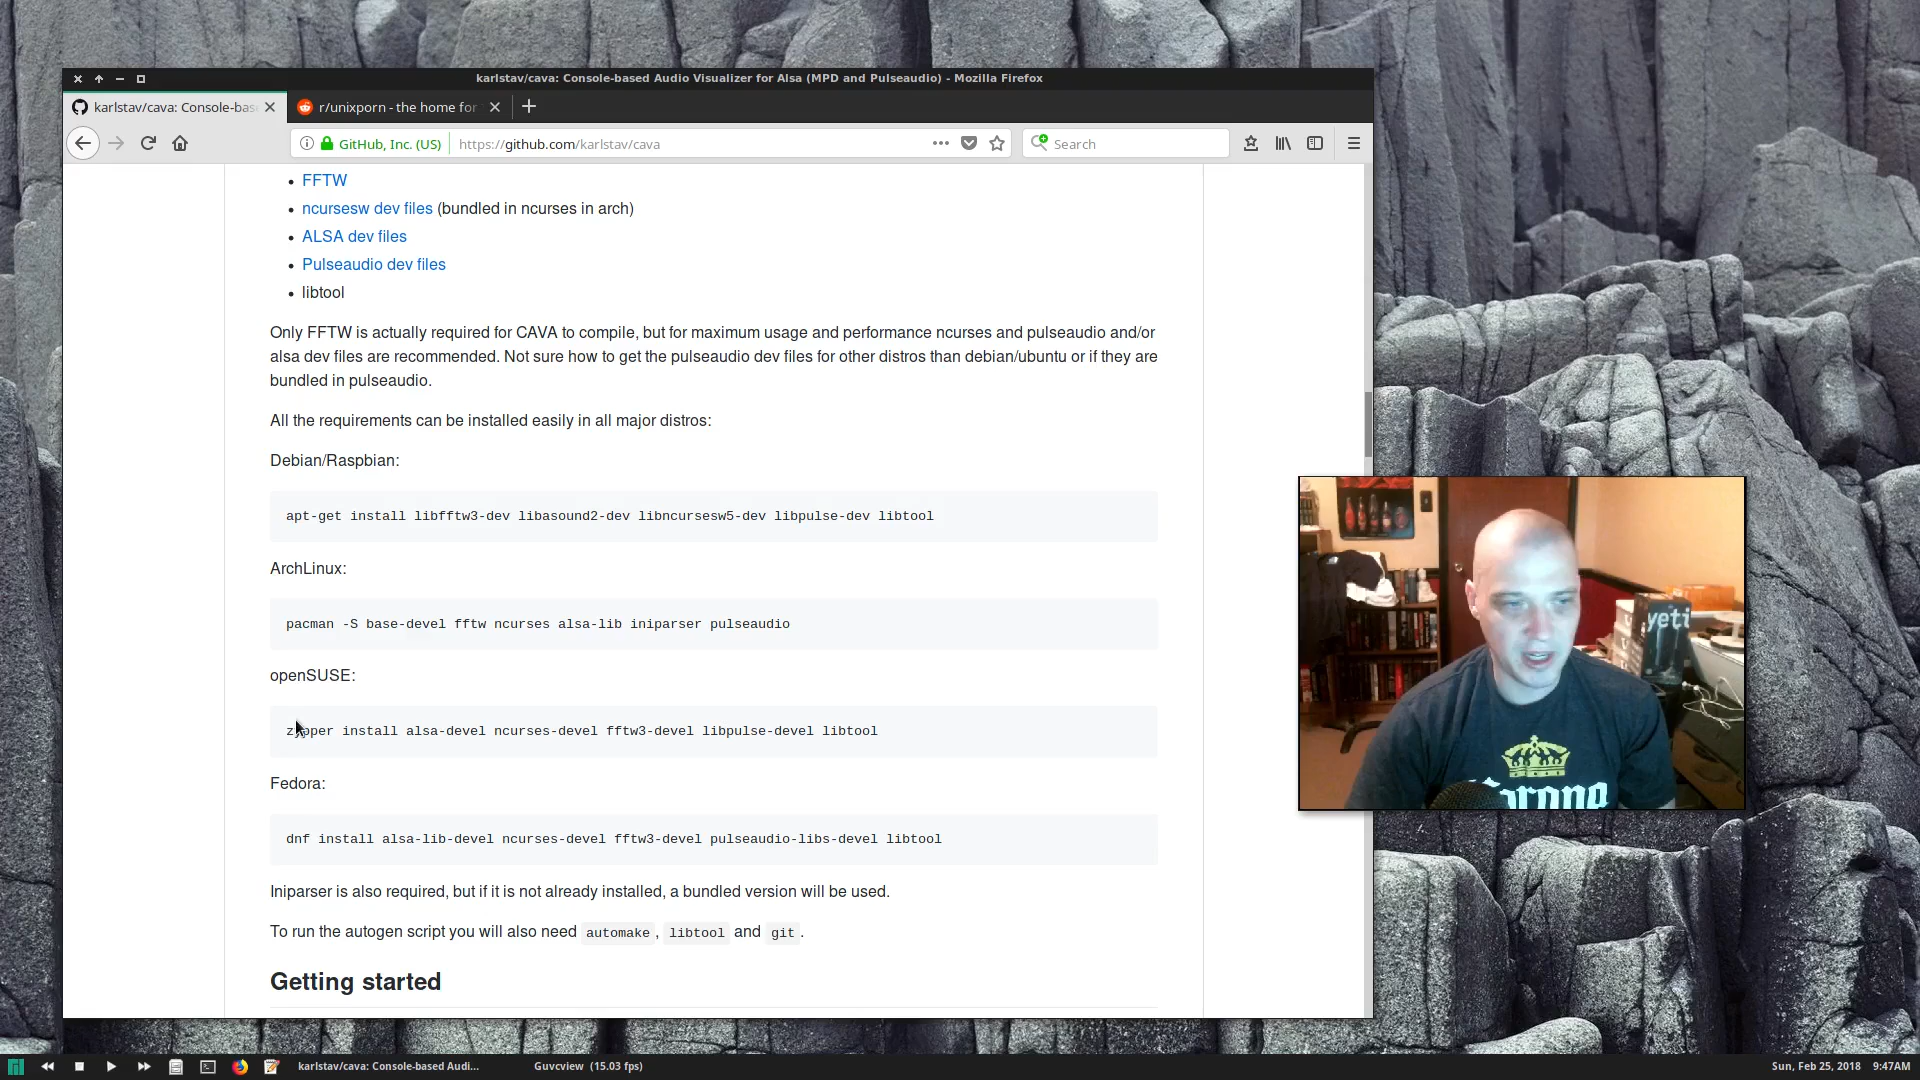 karlstav/cava: Console-based Audio Visualizer for Alsa (MPD and Pulseaudio) - Mozilla Firefox
karlstav/cava: Console-bas
r/unixporn - the home for
GitHub, Inc. (US)
https://github.com/karlstav/cava
Search
FFTW
ncursesw dev files (bundled in ncurses in arch)
ALSA dev files
Pulseaudio dev files
libtool
Only FFTW is actually required for CAVA to compile, but for maximum usage and performance ncurses and pulseaudio and/or
alsa dev files are recommended. Not sure how to get the pulseaudio dev files for other distros than debian/ubuntu or if they are
bundled in pulseaudio.
All the requirements can be installed easily in all major distros:
Debian/Raspbian:
apt-get install libfftw3-dev libasound2-dev libncursesw5-dev libpulse-dev libtool
ArchLinux:
pacman -S base-devel fftw ncurses alsa-lib iniparser pulseaudio
openSUSE:
zypper install alsa-devel ncurses-devel fftw3-devel libpulse-devel libtool
Fedora:
dnf install alsa-lib-devel ncurses-devel fftw3-devel pulseaudio-libs-devel libtool
Iniparser is also required, but if it is not already installed, a bundled version will be used.
To run the autogen script you will also need automake, libtool and git.
Getting started
yeti
Corona
karlstav/cava: Console-based Audi...
Guvcview (15.03 fps)
Sun, Feb 25, 2018
9:47AM